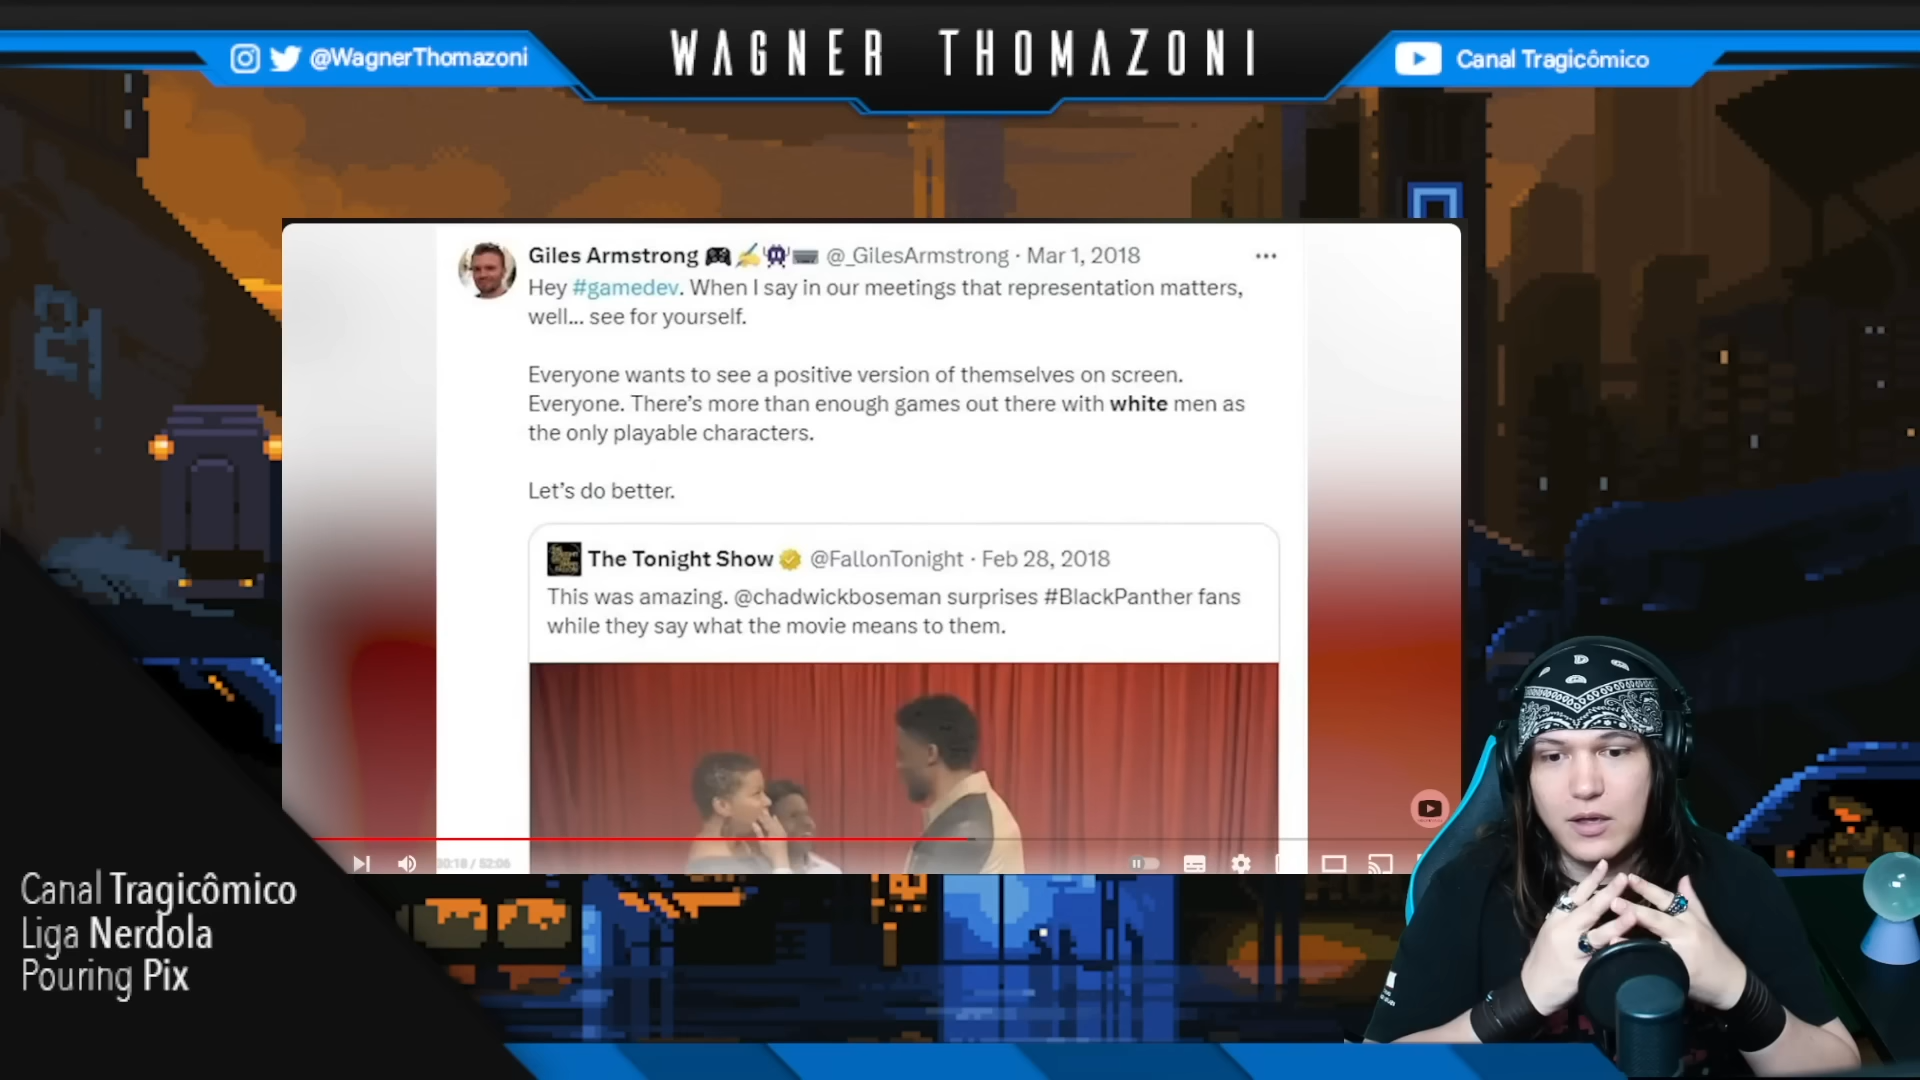 @WagnerThomazoni
WAGNER THOMAZONI
Canal Tragicômico
Giles Armstrong @_GilesArmstrong · Mar 1, 2018
Hey #gamedev. When I say in our meetings that representation matters,
well... see for yourself.
Everyone wants to see a positive version of themselves on screen.
Everyone. There's more than enough games out there with white men as
the only playable characters.
Let's do better.
The Tonight Show @FallonTonight · Feb 28, 2018
This was amazing. @chadwickboseman surprises #BlackPanther fans
while they say what the movie means to them.
30:18 / 52:06
Canal Tragicômico
Liga Nerdola
Pouring Pix